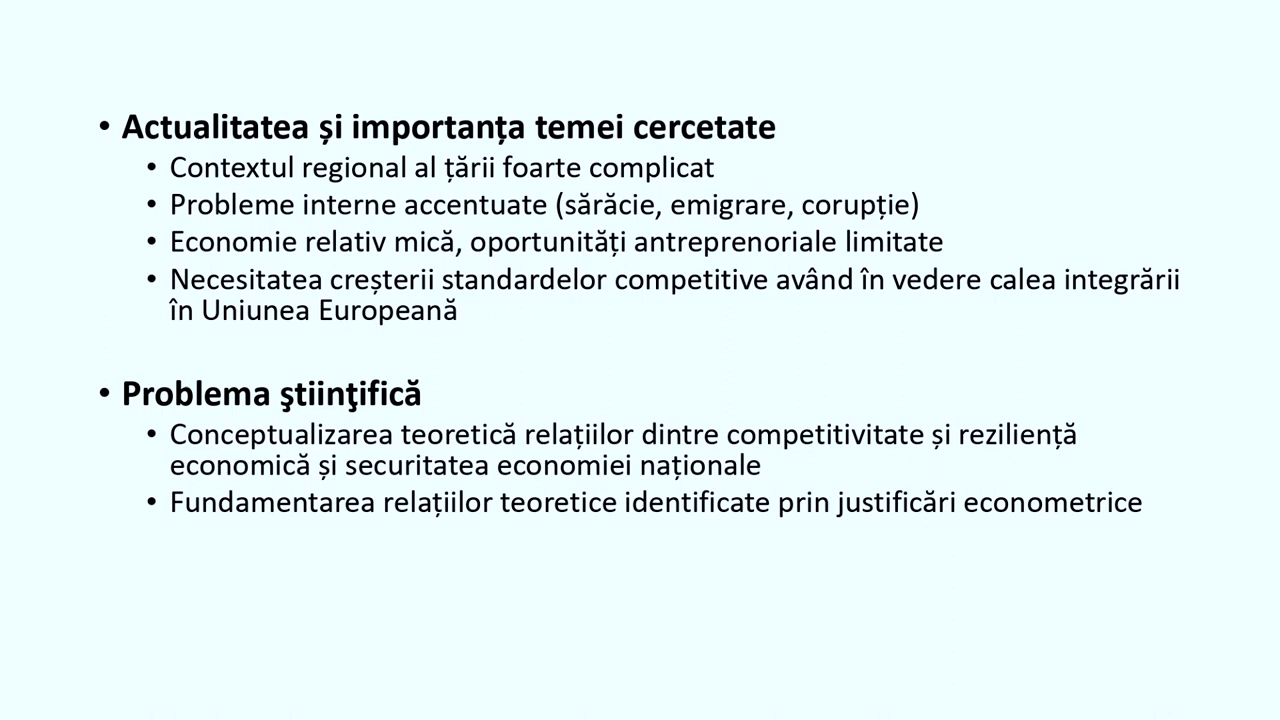 • Actualitatea și importanța temei cercetate
• Contextul regional al țării foarte complicat
• Probleme interne accentuate (sărăcie, emigrare, corupție)
• Economie relativ mică, oportunități antreprenoriale limitate
• Necesitatea creșterii standardelor competitive având în vedere calea integrării
în Uniunea Europeană
• Problema ştiinţifică
• Conceptualizarea teoretică relațiilor dintre competitivitate și reziliență
economică și securitatea economiei naționale
• Fundamentarea relațiilor teoretice identificate prin justificări econometrice